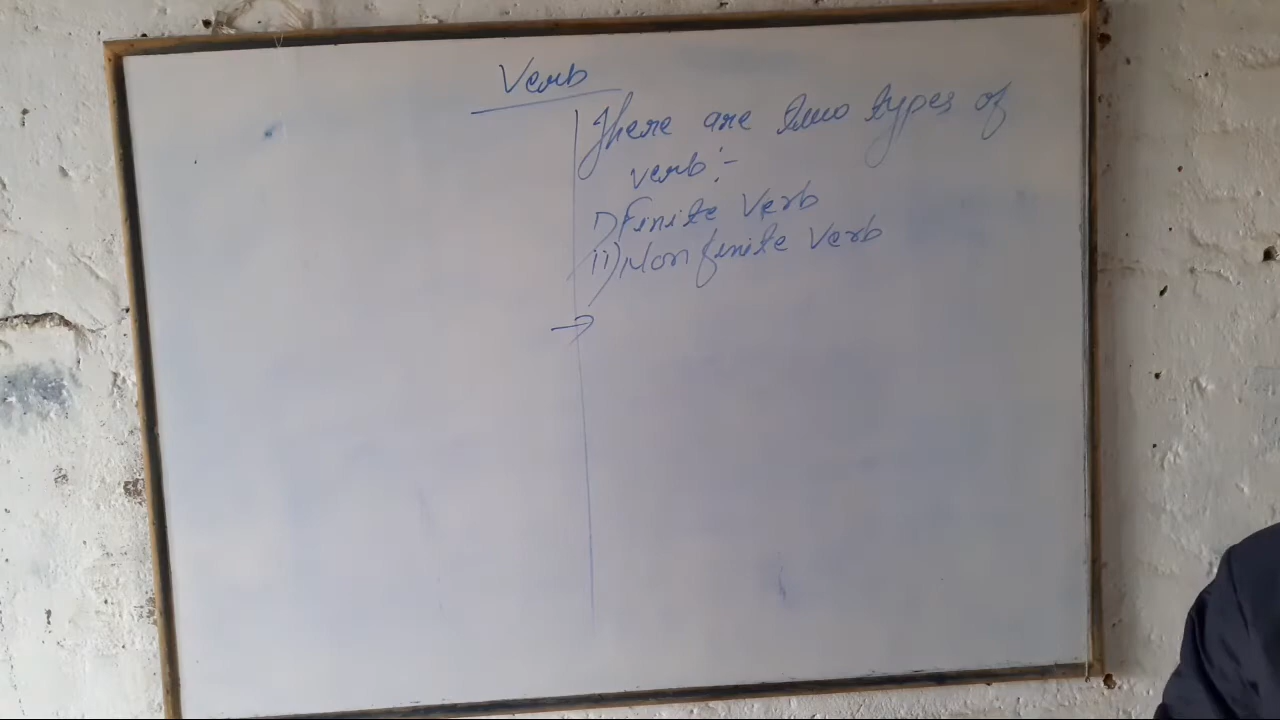 Verb
There are two types of
verb:-
i) Finite Verb
ii) Non finite Verb
→